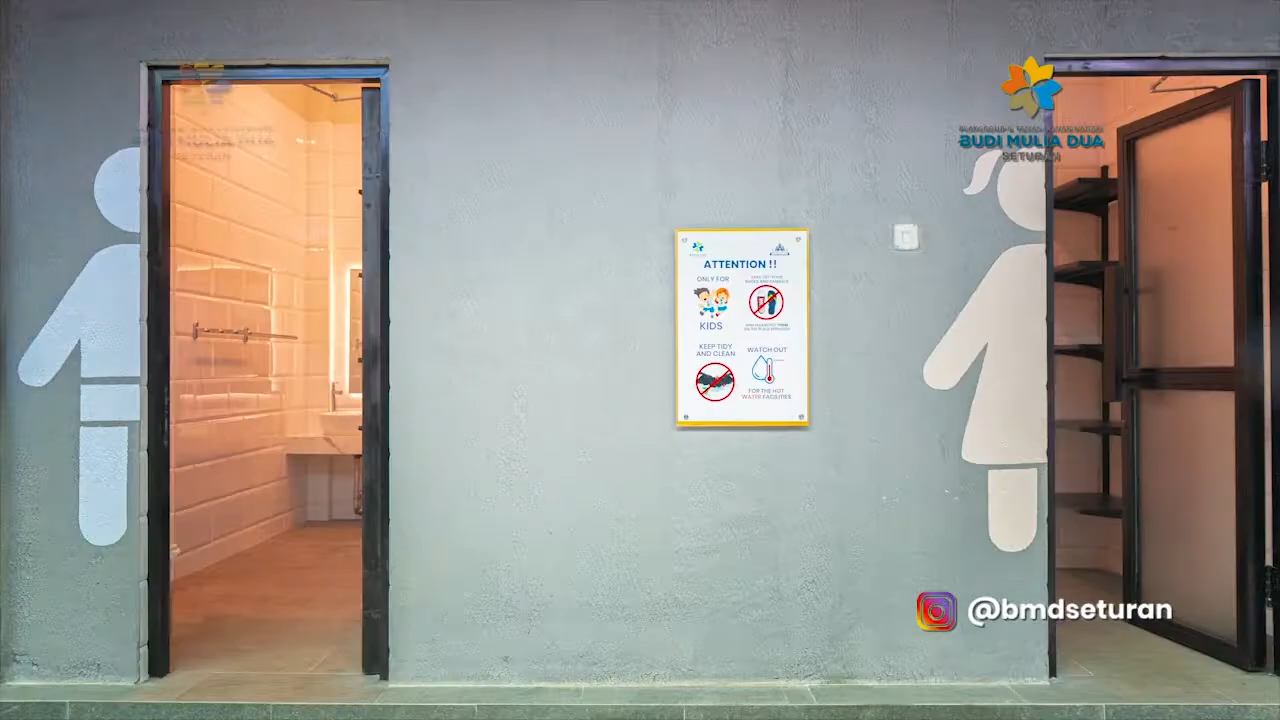 BUDI MULIA DUA
SETURAN
ATTENTION !!
ONLY FOR
KIDS
KEEP TIDY
AND CLEAN
WATCH OUT
FOR THE HOT
WATER FACILITIES
@bmdseturan